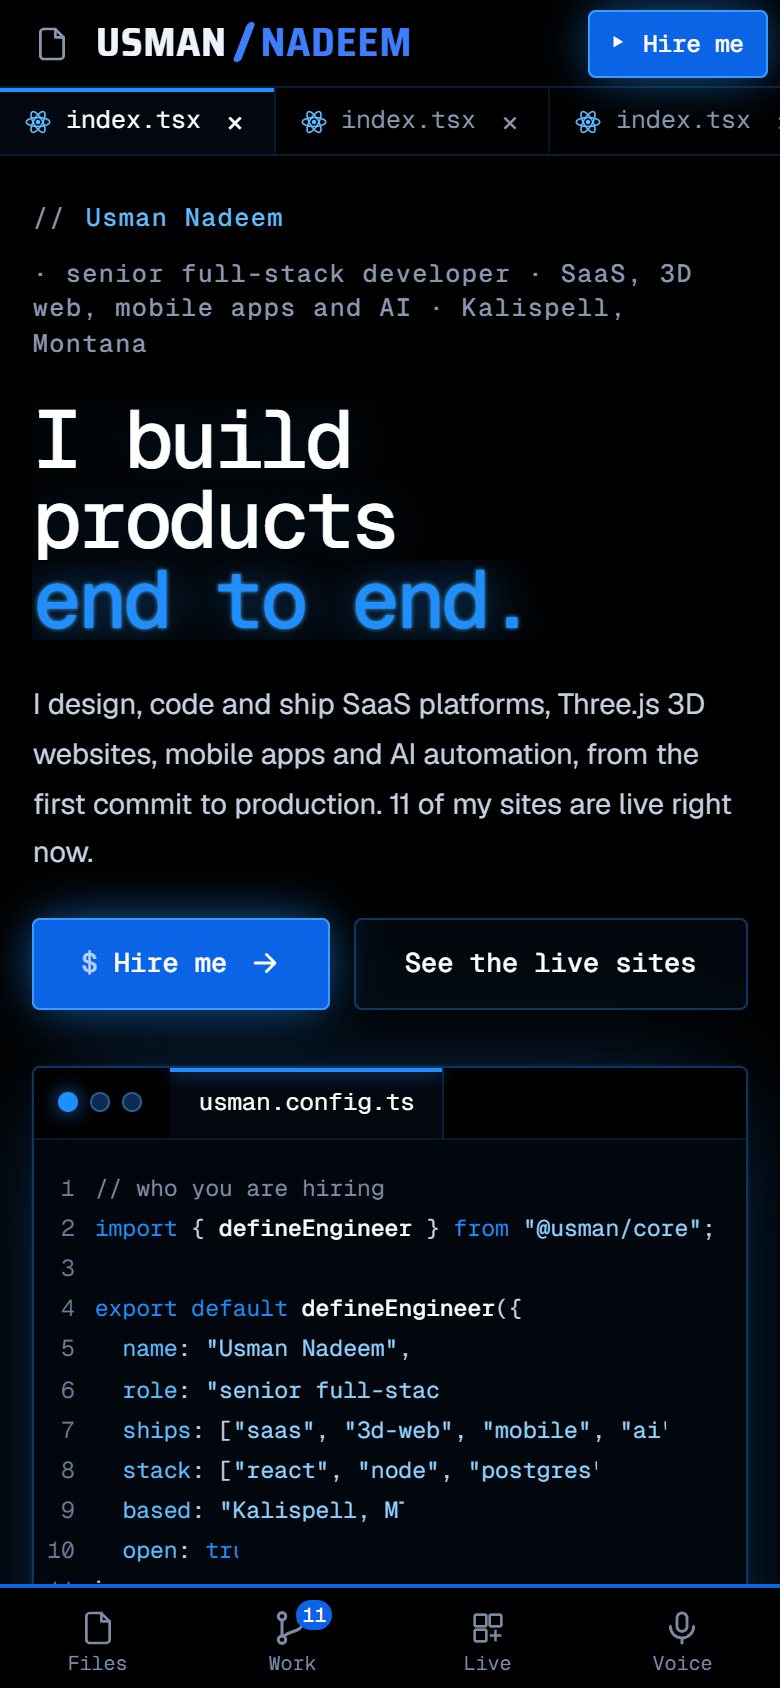 USMAN / NADEEM
Hire me
index.tsx ×
index.tsx ×
index.tsx
// Usman Nadeem
· senior full-stack developer · SaaS, 3D
web, mobile apps and AI · Kalispell,
Montana
I build
products
end to end.
I design, code and ship SaaS platforms, Three.js 3D
websites, mobile apps and AI automation, from the
first commit to production. 11 of my sites are live right
now.
$ Hire me →
See the live sites
usman.config.ts
1 // who you are hiring
2 import { defineEngineer } from "@usman/core";
3
4 export default defineEngineer({
5 name: "Usman Nadeem",
6 role: "senior full-stac
7 ships: ["saas", "3d-web", "mobile", "ai'
8 stack: ["react", "node", "postgres'
9 based: "Kalispell, M
10 open: tru
Files
Work 11
Live
Voice